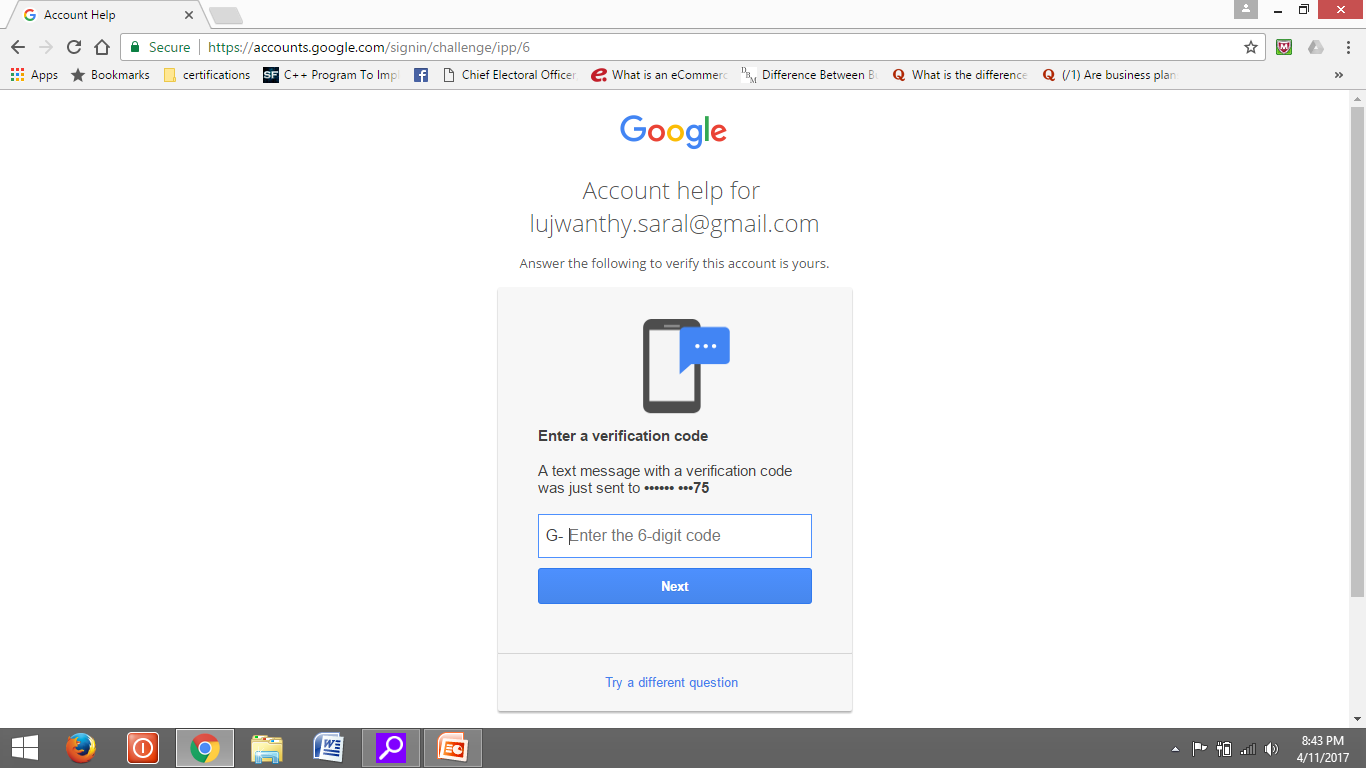 Account Help
Secure https://accounts.google.com/signin/challenge/ipp/6
Apps Bookmarks certifications SF C++ Program To Impl Chief Electoral Officer What is an eCommerc DBM Difference Between B Q What is the difference Q (/1) Are business plan »
Google
Account help for
lujwanthy.saral@gmail.com
Answer the following to verify this account is yours.
Enter a verification code
A text message with a verification code
was just sent to •••••• •••75
G- Enter the 6-digit code
Next
Try a different question
8:43 PM
4/11/2017